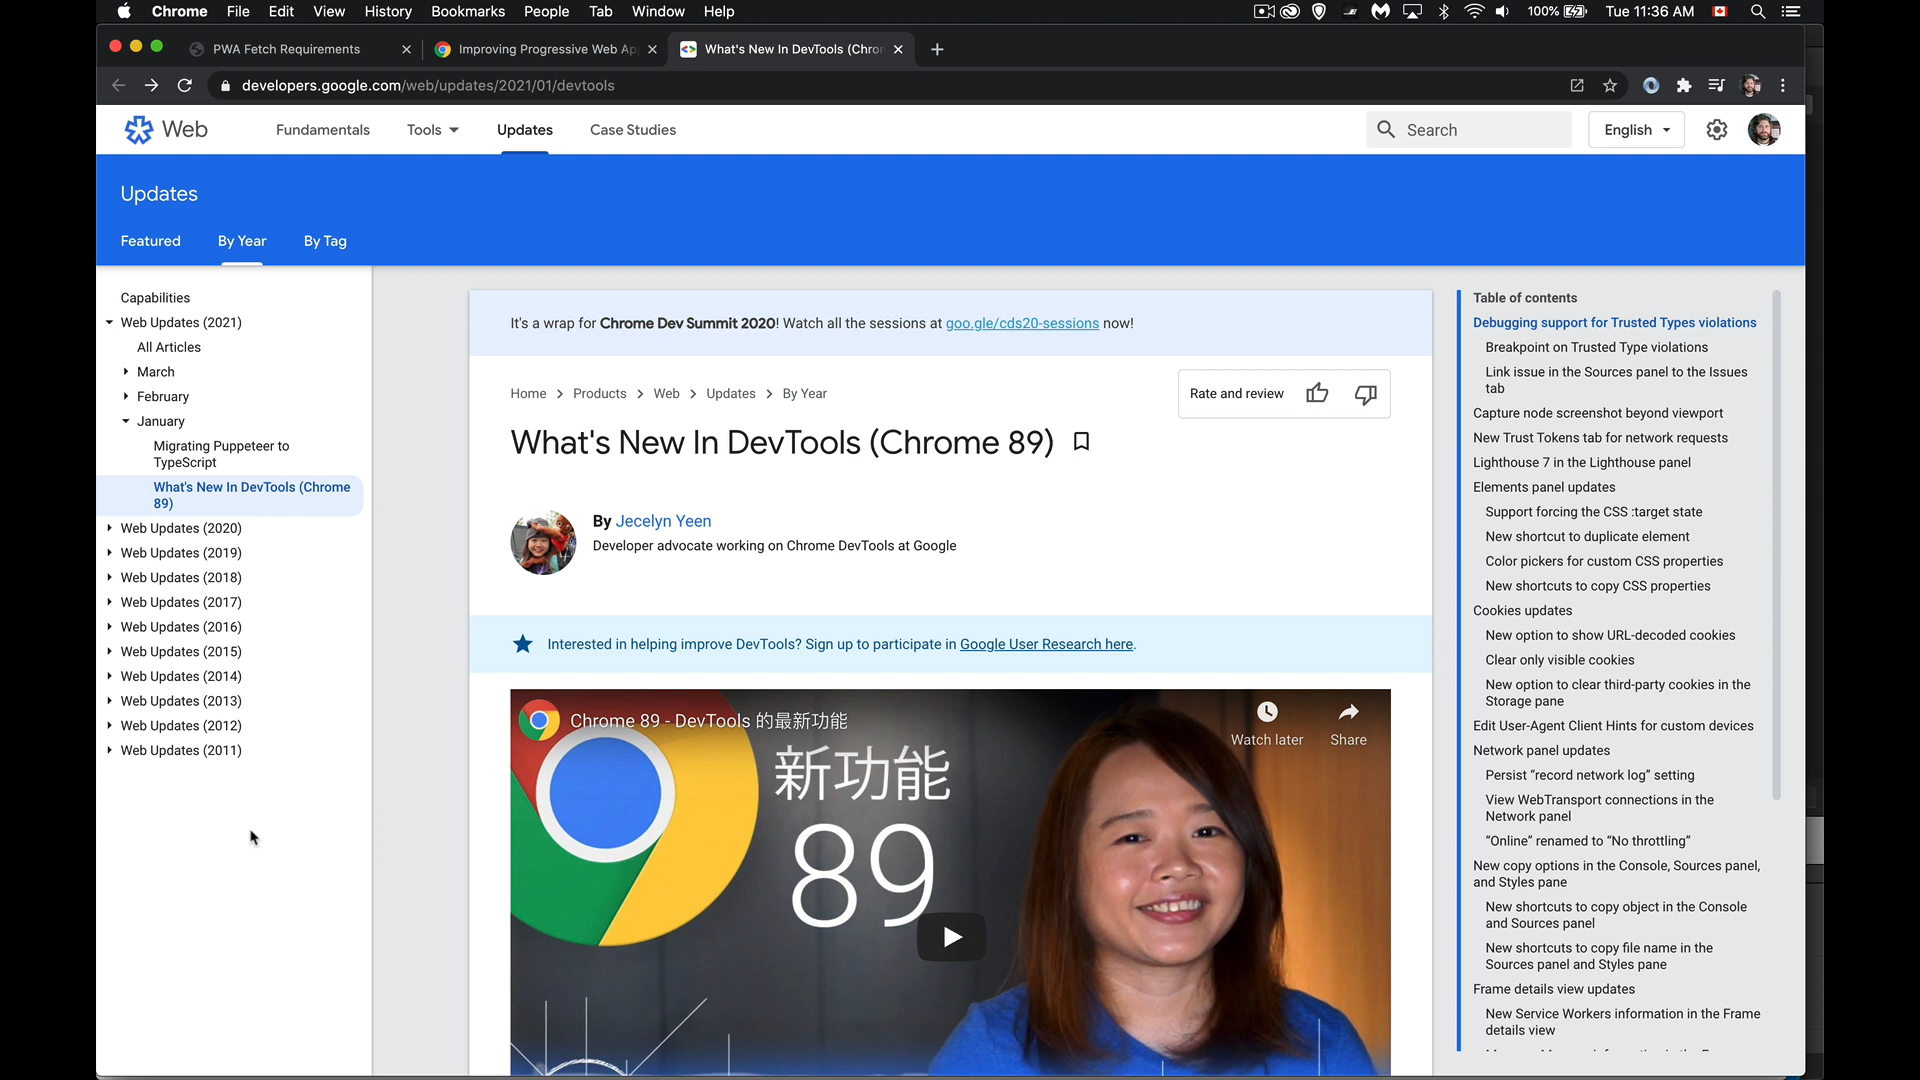 Chrome File Edit View History Bookmarks People Tab Window Help
100% Tue 11:36 AM
PWA Fetch Requirements
Improving Progressive Web Ap
What's New In DevTools (Chror
developers.google.com/web/updates/2021/01/devtools
Web
Fundamentals
Tools
Updates
Case Studies
Search
English
Updates
Featured
By Year
By Tag
Capabilities
Web Updates (2021)
All Articles
March
February
January
Migrating Puppeteer to
TypeScript
What's New In DevTools (Chrome
89)
Web Updates (2020)
Web Updates (2019)
Web Updates (2018)
Web Updates (2017)
Web Updates (2016)
Web Updates (2015)
Web Updates (2014)
Web Updates (2013)
Web Updates (2012)
Web Updates (2011)
It's a wrap for Chrome Dev Summit 2020! Watch all the sessions at goo.gle/cds20-sessions now!
Home > Products > Web > Updates > By Year
Rate and review
What's New In DevTools (Chrome 89)
By Jecelyn Yeen
Developer advocate working on Chrome DevTools at Google
Interested in helping improve DevTools? Sign up to participate in Google User Research here.
Chrome 89 - DevTools 的最新功能
Watch later
Share
新功能
89
Table of contents
Debugging support for Trusted Types violations
Breakpoint on Trusted Type violations
Link issue in the Sources panel to the Issues
tab
Capture node screenshot beyond viewport
New Trust Tokens tab for network requests
Lighthouse 7 in the Lighthouse panel
Elements panel updates
Support forcing the CSS :target state
New shortcut to duplicate element
Color pickers for custom CSS properties
New shortcuts to copy CSS properties
Cookies updates
New option to show URL-decoded cookies
Clear only visible cookies
New option to clear third-party cookies in the
Storage pane
Edit User-Agent Client Hints for custom devices
Network panel updates
Persist “record network log” setting
View WebTransport connections in the
Network panel
“Online” renamed to “No throttling”
New copy options in the Console, Sources panel,
and Styles pane
New shortcuts to copy object in the Console
and Sources panel
New shortcuts to copy file name in the
Sources panel and Styles pane
Frame details view updates
New Service Workers information in the Frame
details view